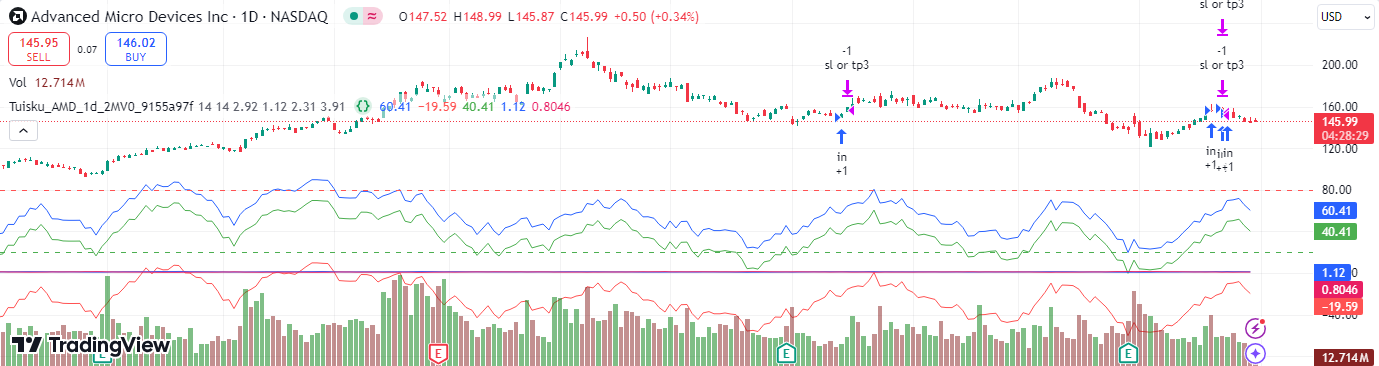 Advanced Micro Devices Inc · 1D · NASDAQ O147.52 H148.99 L145.87 C145.99 +0.50 (+0.34%)
sl or tp3
USD
145.95 SELL 0.07 146.02 BUY
-1 -1
sl or tp3 sl or tp3
200.00
Vol 12.714M
Tuisku_AMD_1d_2MV0_9155a97f 14 14 2.92 1.12 2.31 3.91 {} 60.41 −19.59 40.41 1.12 0.8046
160.00
145.99
04:28:29
120.00
in in in
+1 +1 +1
80.00
60.41
40.41
1.12
0.8046
−19.59
TradingView
E E E E
12.714M